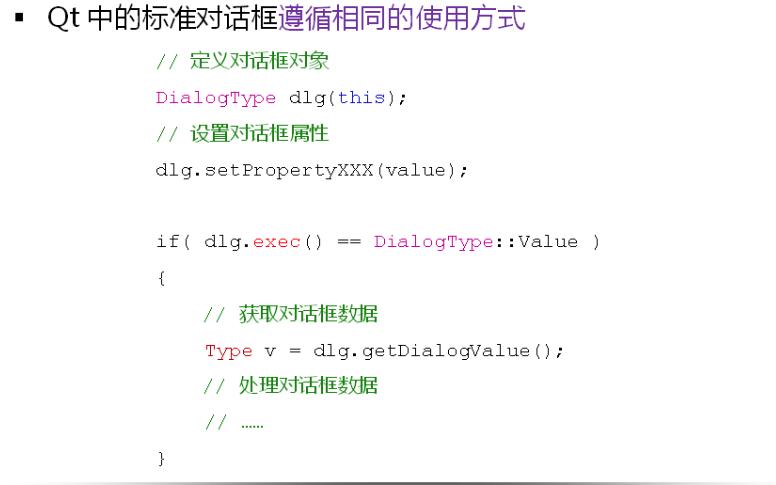 ▪ Qt 中的标准对话框遵循相同的使用方式
// 定义对话框对象
DialogType dlg(this);
// 设置对话框属性
dlg.setPropertyXXX(value);
if( dlg.exec() == DialogType::Value )
{
// 获取对话框数据
Type v = dlg.getDialogValue();
// 处理对话框数据
// ……
}